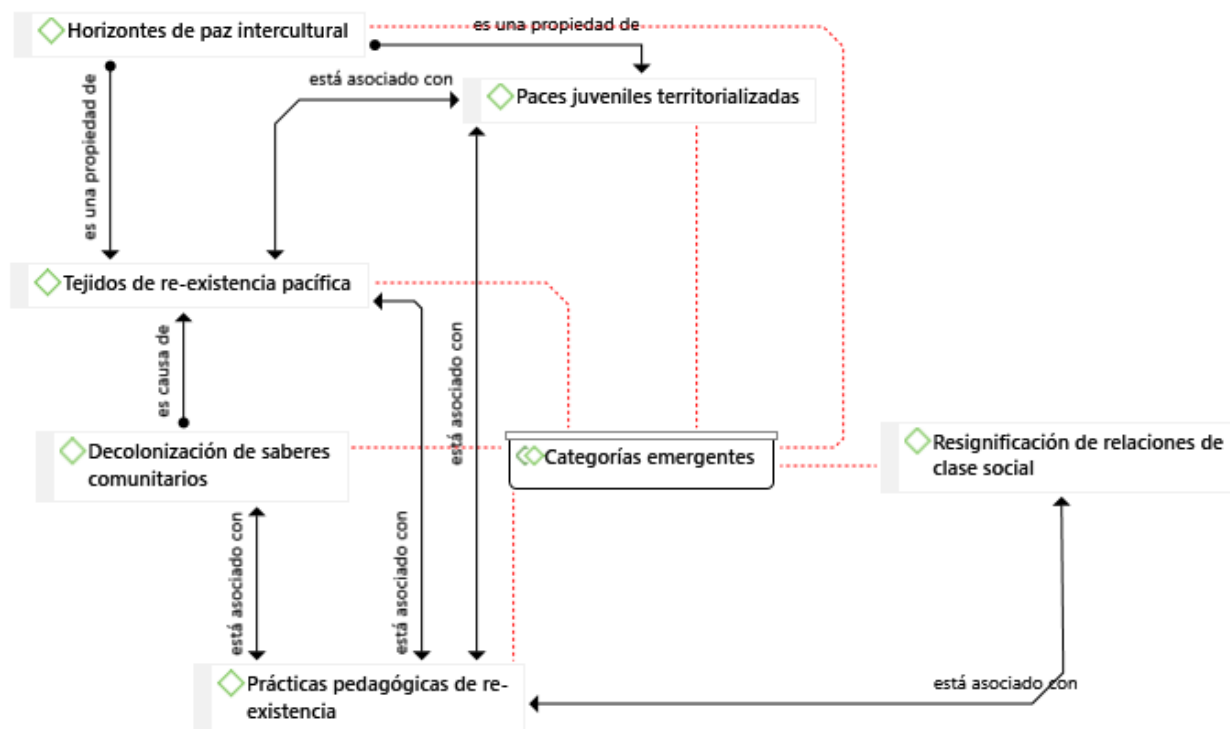 Horizontes de paz intercultural
es una propiedad de
está asociado con
Paces juveniles territorializadas
es una propiedad de
Tejidos de re-existencia pacífica
es causa de
está asociado con
Decolonización de saberes
comunitarios
Categorías emergentes
Resignificación de relaciones de
clase social
está asociado con
está asociado con
Prácticas pedagógicas de re-
existencia
está asociado con